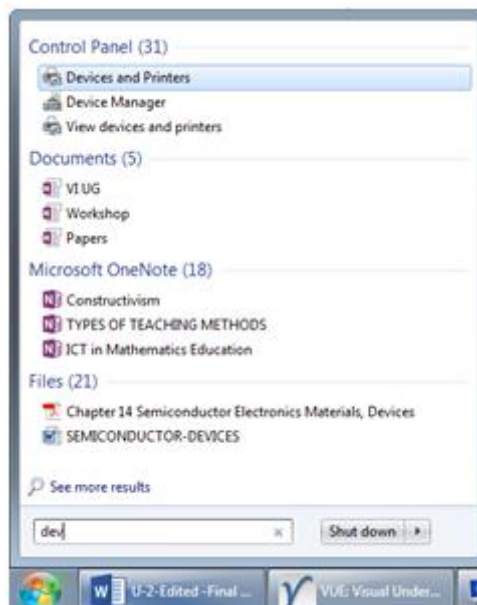 Control Panel (31)
Devices and Printers
Device Manager
View devices and printers
Documents (5)
VI UG
Workshop
Papers
Microsoft OneNote (18)
Constructivism
TYPES OF TEACHING METHODS
ICT in Mathematics Education
Files (21)
Chapter 14 Semiconductor Electronics Materials, Devices
SEMICONDUCTOR-DEVICES
See more results
dev
Shut down
U-2-Edited -Final ...
VUE: Visual Under...